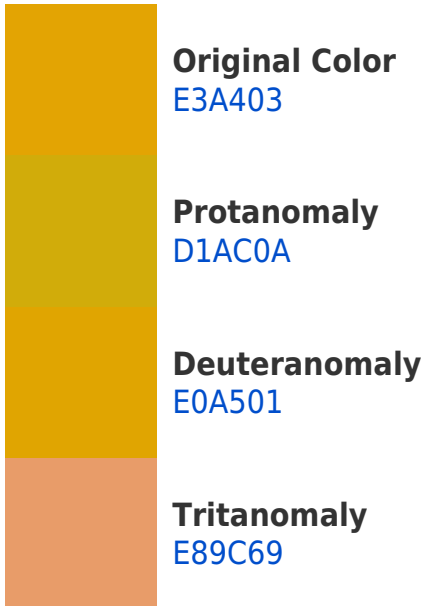 Original Color
E3A403
Protanomaly
D1AC0A
Deuteranomaly
E0A501
Tritanomaly
E89C69